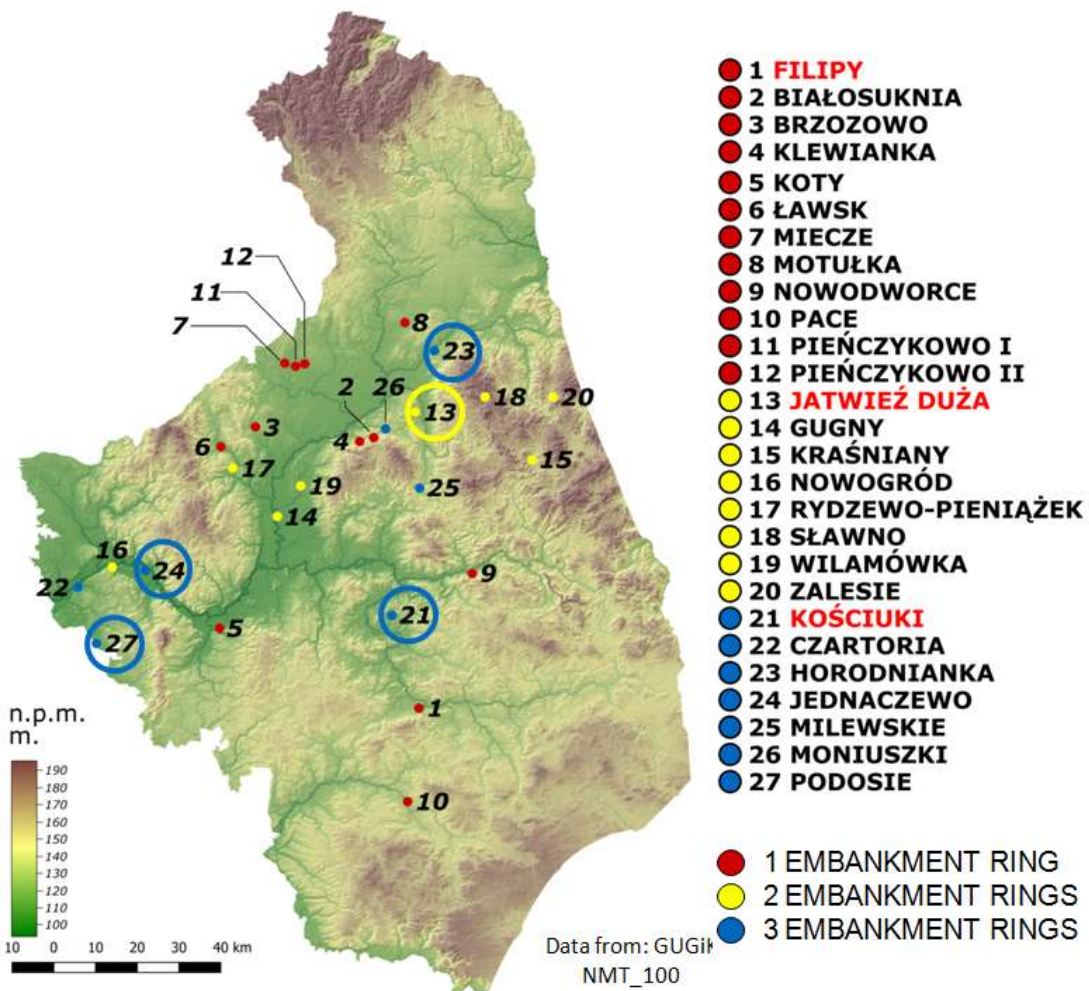 1 FILIPY
2 BIAŁOSUKNIA
3 BRZOZOWO
4 KLEWIANKA
5 KOTY
6 ŁAWSK
7 MIECZE
8 MOTUŁKA
9 NOWODWORCE
10 PACE
11 PIEŃCZYKOWO I
12 PIEŃCZYKOWO II
13 JATWIEŹ DUŻA
14 GUGNY
15 KRAŚNIANY
16 NOWOGRÓD
17 RYDZEWO-PIENIĄŻEK
18 SŁAWNO
19 WILAMÓWKA
20 ZALESIE
21 KOŚCIUKI
22 CZARTORIA
23 HORODNIANKA
24 JEDNACZEWO
25 MILEWSKIE
26 MONIUSZKI
27 PODOSIE
1 EMBANKMENT RING
2 EMBANKMENT RINGS
3 EMBANKMENT RINGS
12
11
7
8
23
2
26
13
18
20
3
4
6
17
15
19
25
14
16
24
22
9
21
5
27
1
10
n.p.m.
m.
190
180
170
160
150
140
130
120
110
100
10 0 10 20 30 40 km
Data from: GUGiK
NMT_100